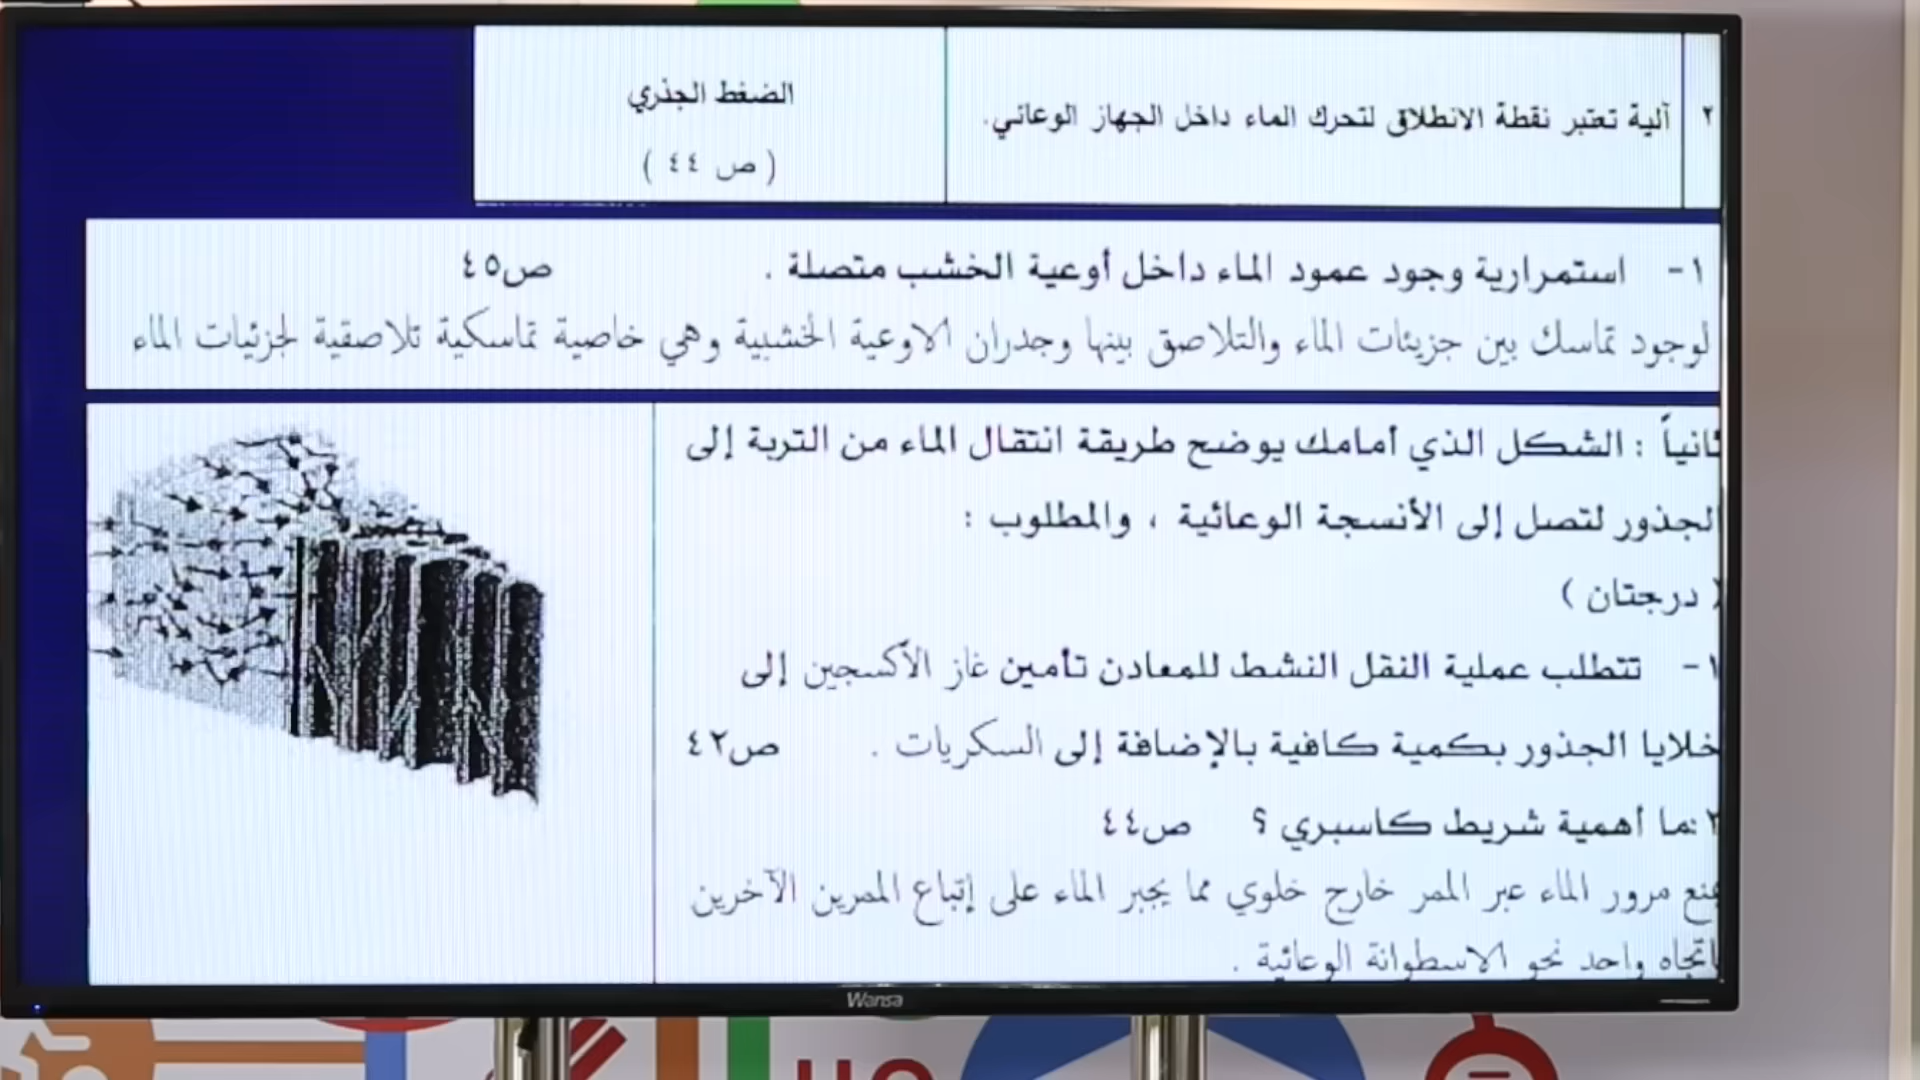 ٢ آلية تعتبر نقطة الانطلاق لتحرك الماء داخل الجهاز الوعائي.
الضغط الجذري
( ص ٤٤ )
١- استمرارية وجود عمود الماء داخل أوعية الخشب متصلة . ص٤٥
لوجود تماسك بين جزيئات الماء والتلاصق بينها وجدران الاوعية الخشبية وهي خاصية تماسكية تلاصقية لجزئيات الماء
ثانياً : الشكل الذي أمامك يوضح طريقة انتقال الماء من التربة إلى
الجذور لتصل إلى الأنسجة الوعائية ، والمطلوب :
( درجتان )
١- تتطلب عملية النقل النشط للمعادن تأمين غاز الأكسجين إلى
خلايا الجذور بكمية كافية بالإضافة إلى السكريات . ص٤٢
٢:ما أهمية شريط كاسبري ؟ ص٤٤
يمنع مرور الماء عبر الممر خارج خلوي مما يجبر الماء على إتباع الممرين الآخرين
باتجاه واحد نحو الاسطوانة الوعائية .
Wansa